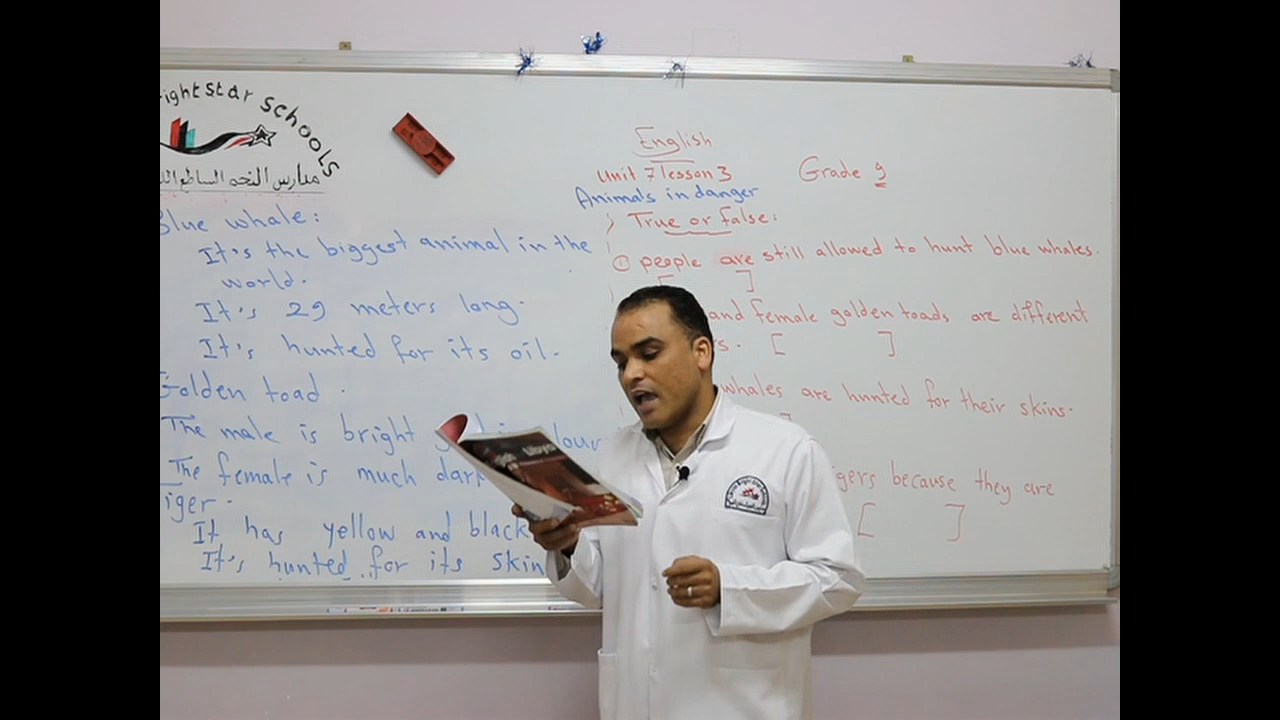 ightstar schools
مدارس النجم الساطع
Blue whale:
It's the biggest animal in the
world.
It's 29 meters long.
It's hunted for its oil.
Golden toad.
The male is bright
The female is much dark
iger.
It has yellow and black
It's hunted for its skin
English
Unit 7 lesson 3
Grade 9
Animals in danger
True or false:
① people are still allowed to hunt blue whales.
[ ]
and female golden toads are different
rs. [ ]
whales are hunted for their skins.
igers because they are
[ ]